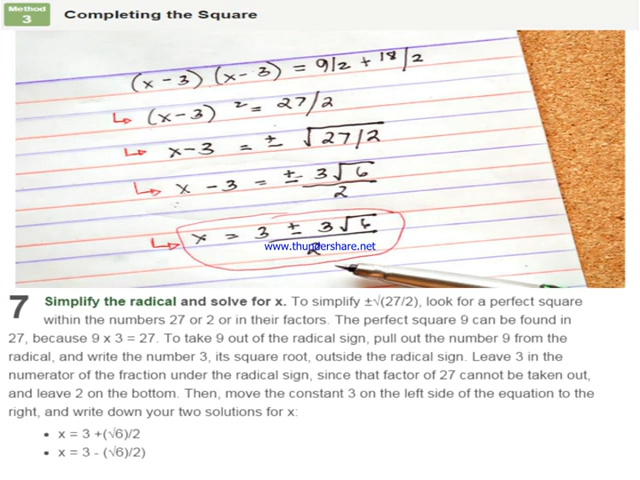 Method
3
Completing the Square
(x-3) (x-3) = 9/2 + 18/2
(x-3) ² = 27/2
x-3 = ± √27/2
x - 3 = ± 3√6
2
x = 3 ± 3√6
2
www.thundershare.net
7
Simplify the radical and solve for x. To simplify ±√(27/2), look for a perfect square
within the numbers 27 or 2 or in their factors. The perfect square 9 can be found in
27, because 9 x 3 = 27. To take 9 out of the radical sign, pull out the number 9 from the
radical, and write the number 3, its square root, outside the radical sign. Leave 3 in the
numerator of the fraction under the radical sign, since that factor of 27 cannot be taken out,
and leave 2 on the bottom. Then, move the constant 3 on the left side of the equation to the
right, and write down your two solutions for x:
• x = 3 +(√6)/2
• x = 3 - (√6)/2)